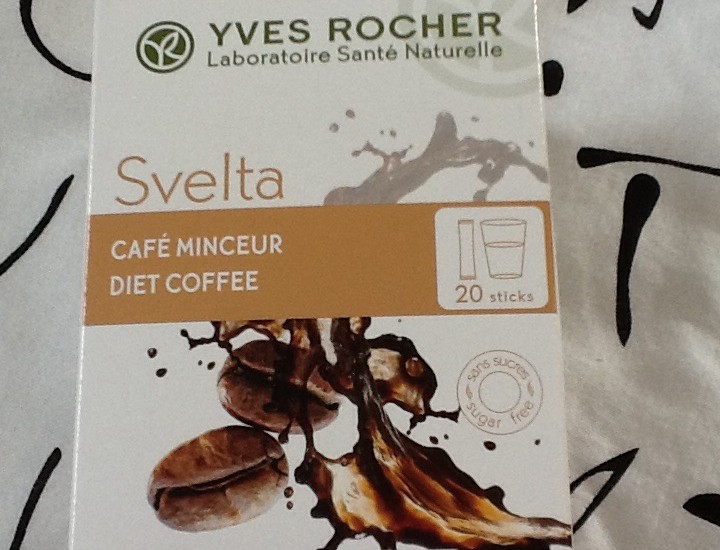 YVES ROCHER
Laboratoire Santé Naturelle
Svelta
CAFÉ MINCEUR
DIET COFFEE
20 sticks
sans sucres
sugar free